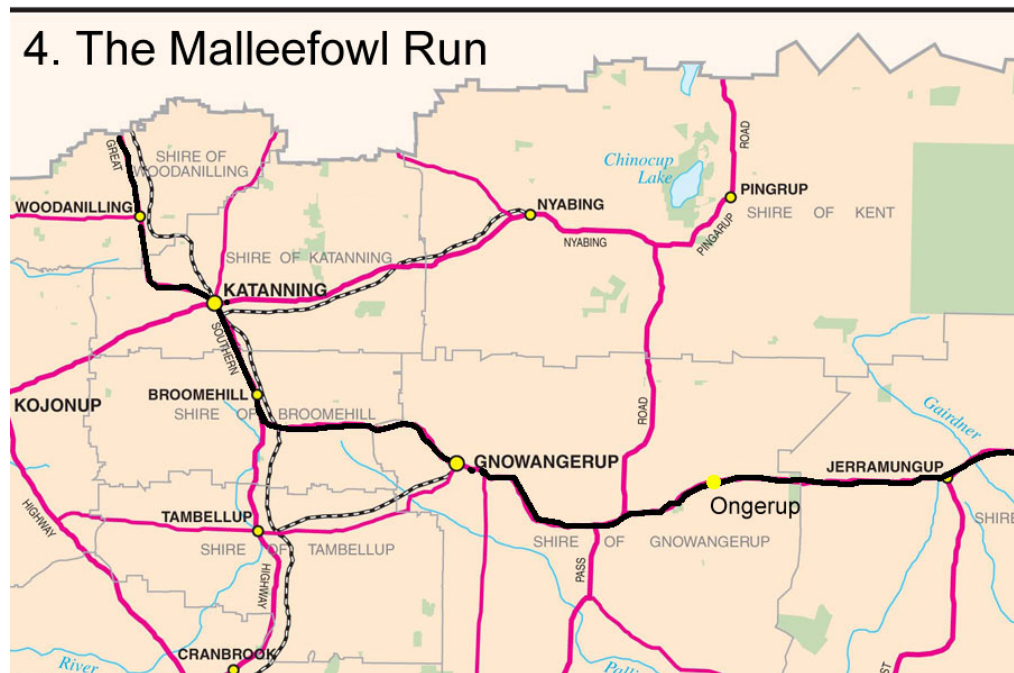 4. The Malleefowl Run
GREAT
SHIRE OF
WOODANILLING
WOODANILLING
Chinocup
Lake
ROAD
PINGRUP
NYABING
SHIRE OF KENT
NYABING
PINGARUP
SHIRE OF KATANNING
KATANNING
SOUTHERN
BROOMEHILL
SHIRE OF BROOMEHILL
KOJONUP
ROAD
Gairdner
GNOWANGERUP
JERRAMUNGUP
Ongerup
HIGHWAY
TAMBELLUP
SHIRE OF TAMBELLUP
SHIRE OF GNOWANGERUP
SHIRE
PASS
HIGHWAY
CRANBROOK
River